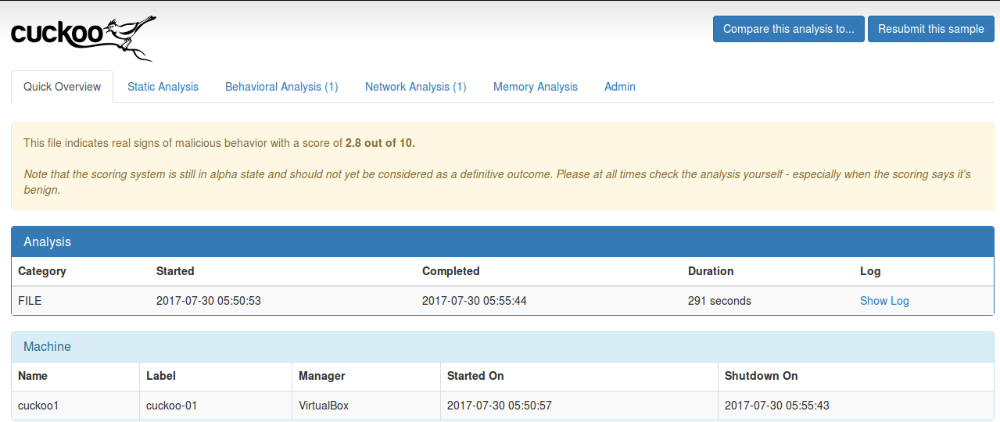 cuckoo
Compare this analysis to... Resubmit this sample
Quick Overview Static Analysis Behavioral Analysis (1) Network Analysis (1) Memory Analysis Admin
This file indicates real signs of malicious behavior with a score of 2.8 out of 10.
Note that the scoring system is still in alpha state and should not yet be considered as a definitive outcome. Please at all times check the analysis yourself - especially when the scoring says it's
benign.
Analysis
Category Started Completed Duration Log
FILE 2017-07-30 05:50:53 2017-07-30 05:55:44 291 seconds Show Log
Machine
Name Label Manager Started On Shutdown On
cuckoo1 cuckoo-01 VirtualBox 2017-07-30 05:50:57 2017-07-30 05:55:43